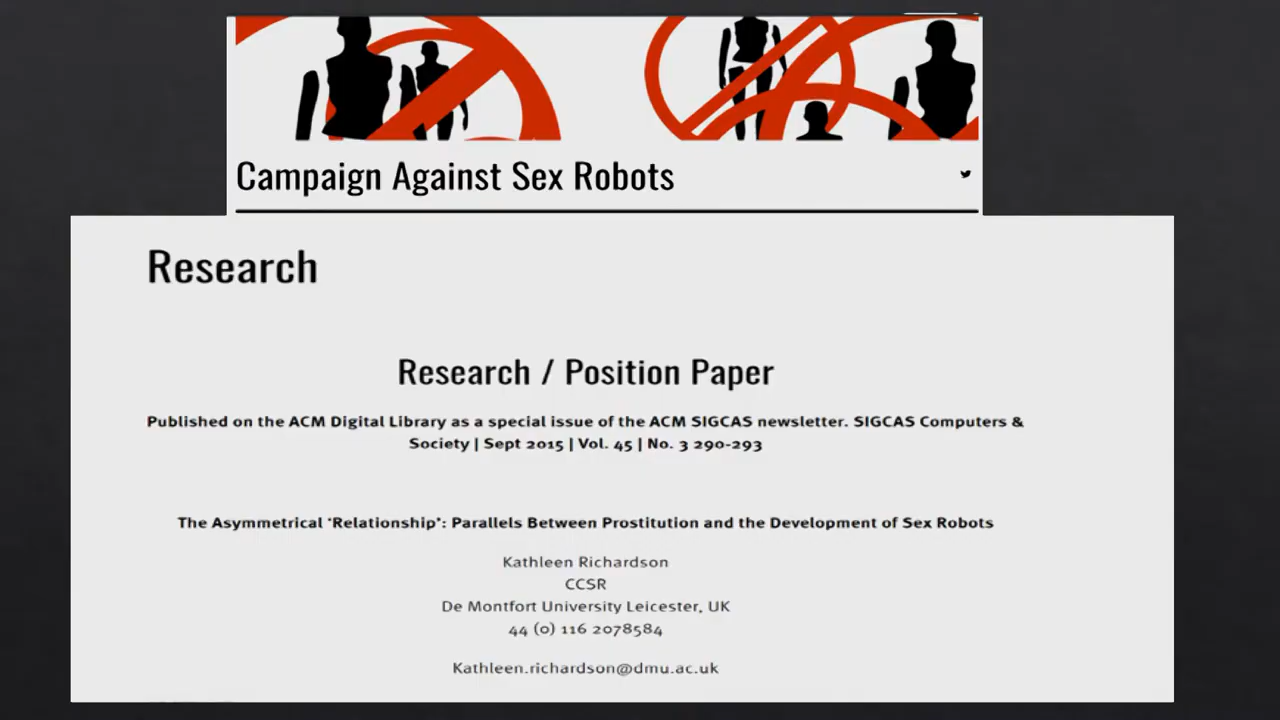 Campaign Against Sex Robots
Research
Research / Position Paper
Published on the ACM Digital Library as a special issue of the ACM SIGCAS newsletter. SIGCAS Computers &
Society | Sept 2015 | Vol. 45 | No. 3 290-293
The Asymmetrical 'Relationship': Parallels Between Prostitution and the Development of Sex Robots
Kathleen Richardson
CCSR
De Montfort University Leicester, UK
44 (0) 116 2078584
Kathleen.richardson@dmu.ac.uk